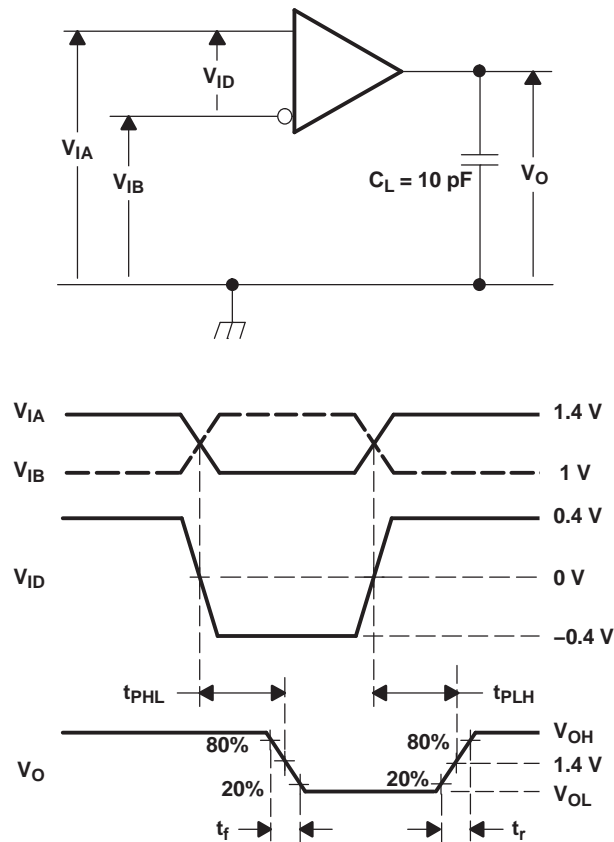 V_ID
V_IA
V_IB
C_L = 10 pF
V_O
V_IA
1.4 V
V_IB
1 V
0.4 V
V_ID
0 V
–0.4 V
t_PHL
t_PLH
V_OH
80%
80%
1.4 V
V_O
20%
20%
V_OL
t_f
t_r